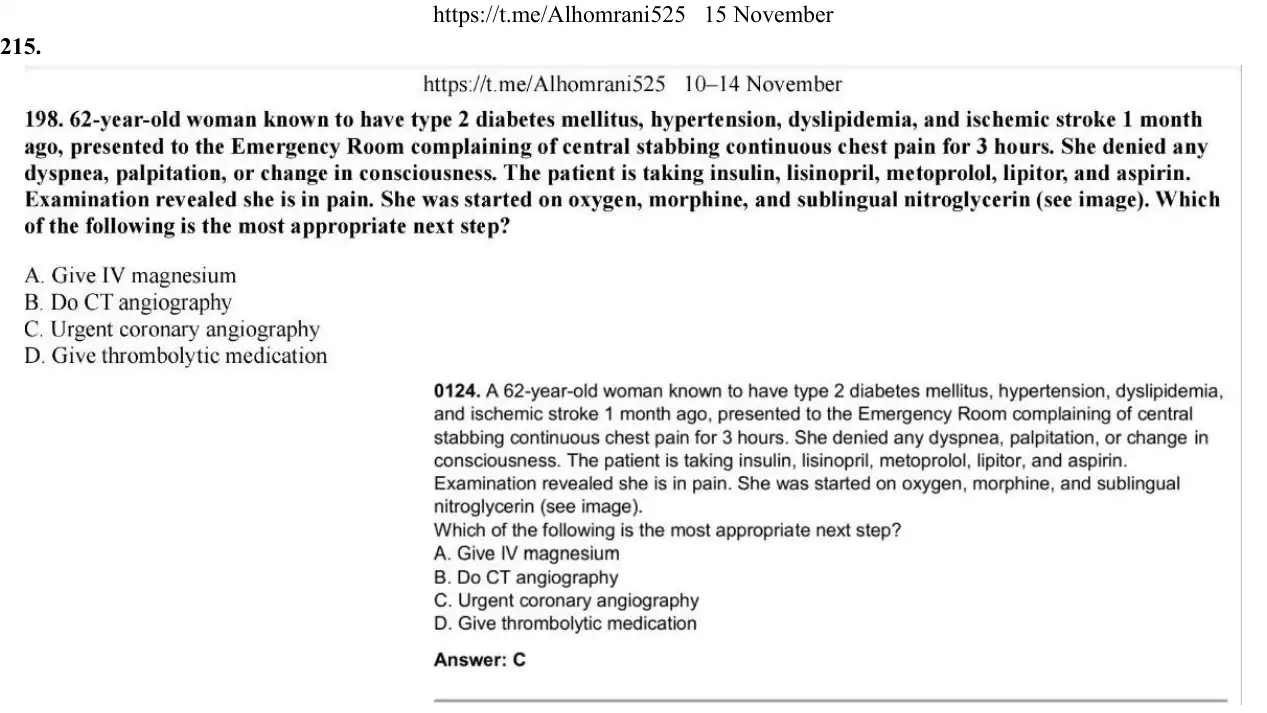 https://t.me/Alhomrani525 15 November
215.
https://t.me/Alhomrani525 10–14 November
198. 62-year-old woman known to have type 2 diabetes mellitus, hypertension, dyslipidemia, and ischemic stroke 1 month
ago, presented to the Emergency Room complaining of central stabbing continuous chest pain for 3 hours. She denied any
dyspnea, palpitation, or change in consciousness. The patient is taking insulin, lisinopril, metoprolol, lipitor, and aspirin.
Examination revealed she is in pain. She was started on oxygen, morphine, and sublingual nitroglycerin (see image). Which
of the following is the most appropriate next step?
A. Give IV magnesium
B. Do CT angiography
C. Urgent coronary angiography
D. Give thrombolytic medication
0124. A 62-year-old woman known to have type 2 diabetes mellitus, hypertension, dyslipidemia,
and ischemic stroke 1 month ago, presented to the Emergency Room complaining of central
stabbing continuous chest pain for 3 hours. She denied any dyspnea, palpitation, or change in
consciousness. The patient is taking insulin, lisinopril, metoprolol, lipitor, and aspirin.
Examination revealed she is in pain. She was started on oxygen, morphine, and sublingual
nitroglycerin (see image).
Which of the following is the most appropriate next step?
A. Give IV magnesium
B. Do CT angiography
C. Urgent coronary angiography
D. Give thrombolytic medication
Answer: C